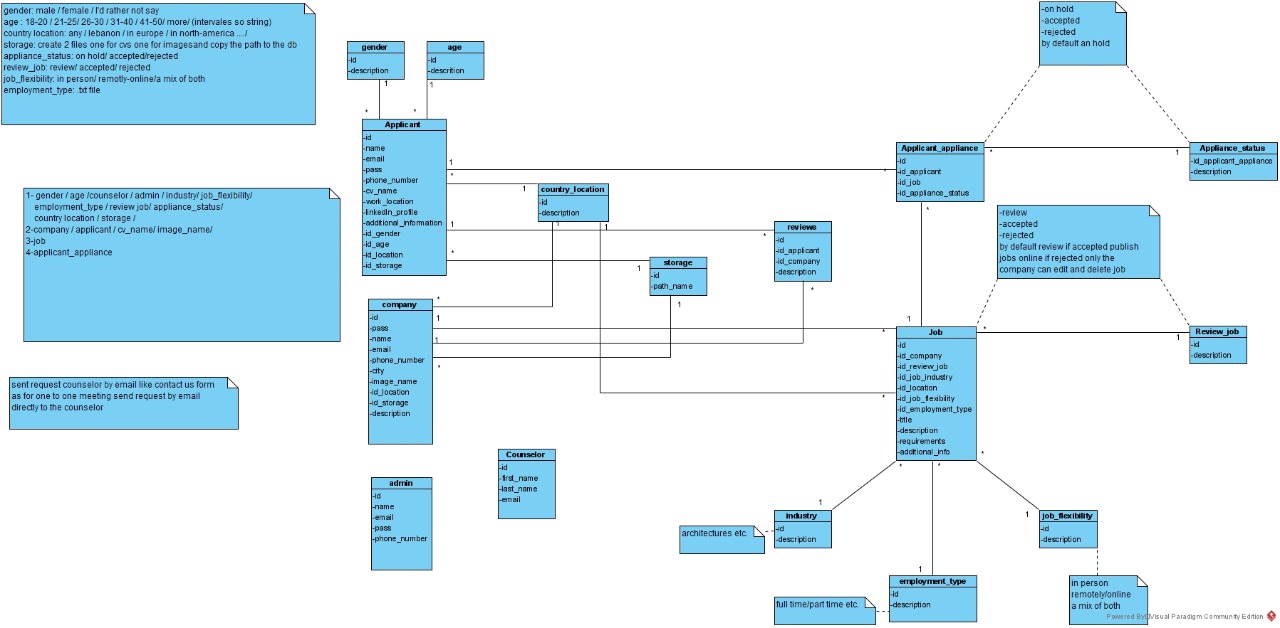 gender: male / female / I'd rather not say
age : 18-20 / 21-25/ 26-30 / 31-40 / 41-50/ more/ (intervales so string)
country location: any / lebanon / in europe / in north-america ..../
storage: create 2 files one for cvs one for imagesand copy the path to the db
appliance_status: on hold/ accepted/rejected
review_job: review/ accepted/ rejected
job_flexibility: in person/ remotly-online/a mix of both
employment_type: .txt file
1- gender / age /counselor / admin / industry/ job_flexibility/
employment_type / review job/ appliance_status/
country location / storage /
2-company / applicant / cv_name/ image_name/
3-job
4-applicant_appliance
sent request counselor by email like contact us form
as for one to one meeting send request by email
directly to the counselor
gender
-id
-description
age
-id
-descrition
1
1
*
*
Applicant
-id
-name
-email
-pass
-phone_number
-cv_name
-work_location
-linkedIn_profile
-additional_information
-id_gender
-id_age
-id_location
-id_storage
1
*
*
1
1
*
*
1
country_location
-id
-description
1
1
reviews
-id
-id_applicant
-id_company
-description
*
storage
-id
-path_name
1
company
-id
-pass
-name
-email
-phone_number
-city
-image_name
-id_location
-id_storage
-description
*
1
1
*
*
*
admin
-id
-name
-email
-pass
-phone_number
Counselor
-id
-first_name
-last_name
-email
-on hold
-accepted
-rejected
by default an hold
Applicant_appliance
-id
-id_applicant
-id_job
-id_appliance_status
*
1
*
1
Appliance_status
-id_applicant_appliance
-description
-review
-accepted
-rejected
by default review if accepted publish
jobs online if rejected only the
company can edit and delete job
Job
-id
-id_company
-id_review_job
-id_job_industry
-id_location
-id_job_flexibility
-id_employment_type
-title
-description
-requirements
-additional_info
*
1
Review_job
-id
-description
*
*
*
1
1
1
industry
-id
-description
architectures etc.
job_flexibility
-id
-description
employment_type
-id
-description
full time/part time etc.
in person
remotely/online
a mix of both
Powered By Visual Paradigm Community Edition